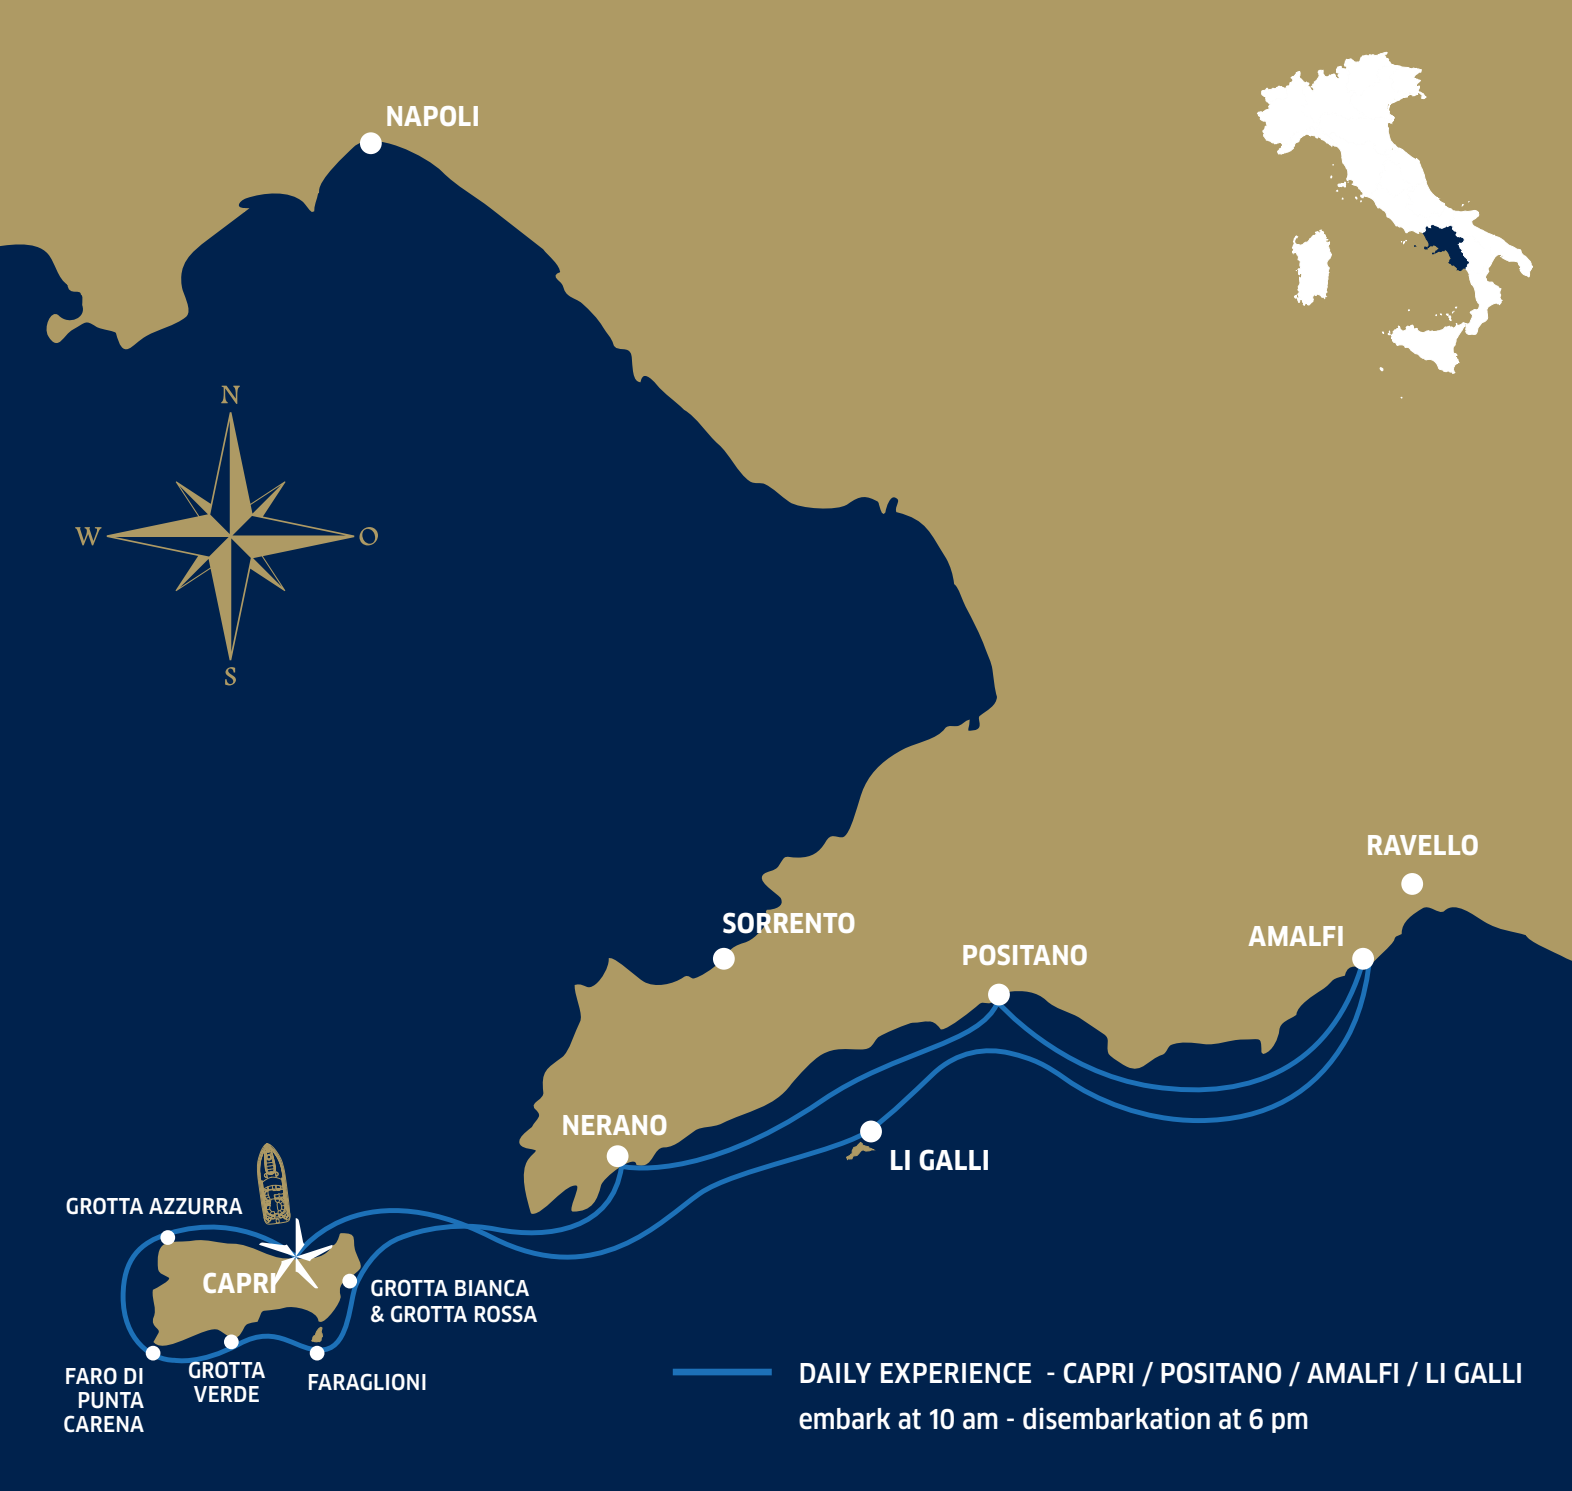 NAPOLI
N
W
O
S
RAVELLO
SORRENTO
AMALFI
POSITANO
NERANO
LI GALLI
GROTTA AZZURRA
CAPRI
GROTTA BIANCA
& GROTTA ROSSA
FARO DI
PUNTA
CARENA
GROTTA
VERDE
FARAGLIONI
DAILY EXPERIENCE - CAPRI / POSITANO / AMALFI / LI GALLI
embark at 10 am - disembarkation at 6 pm